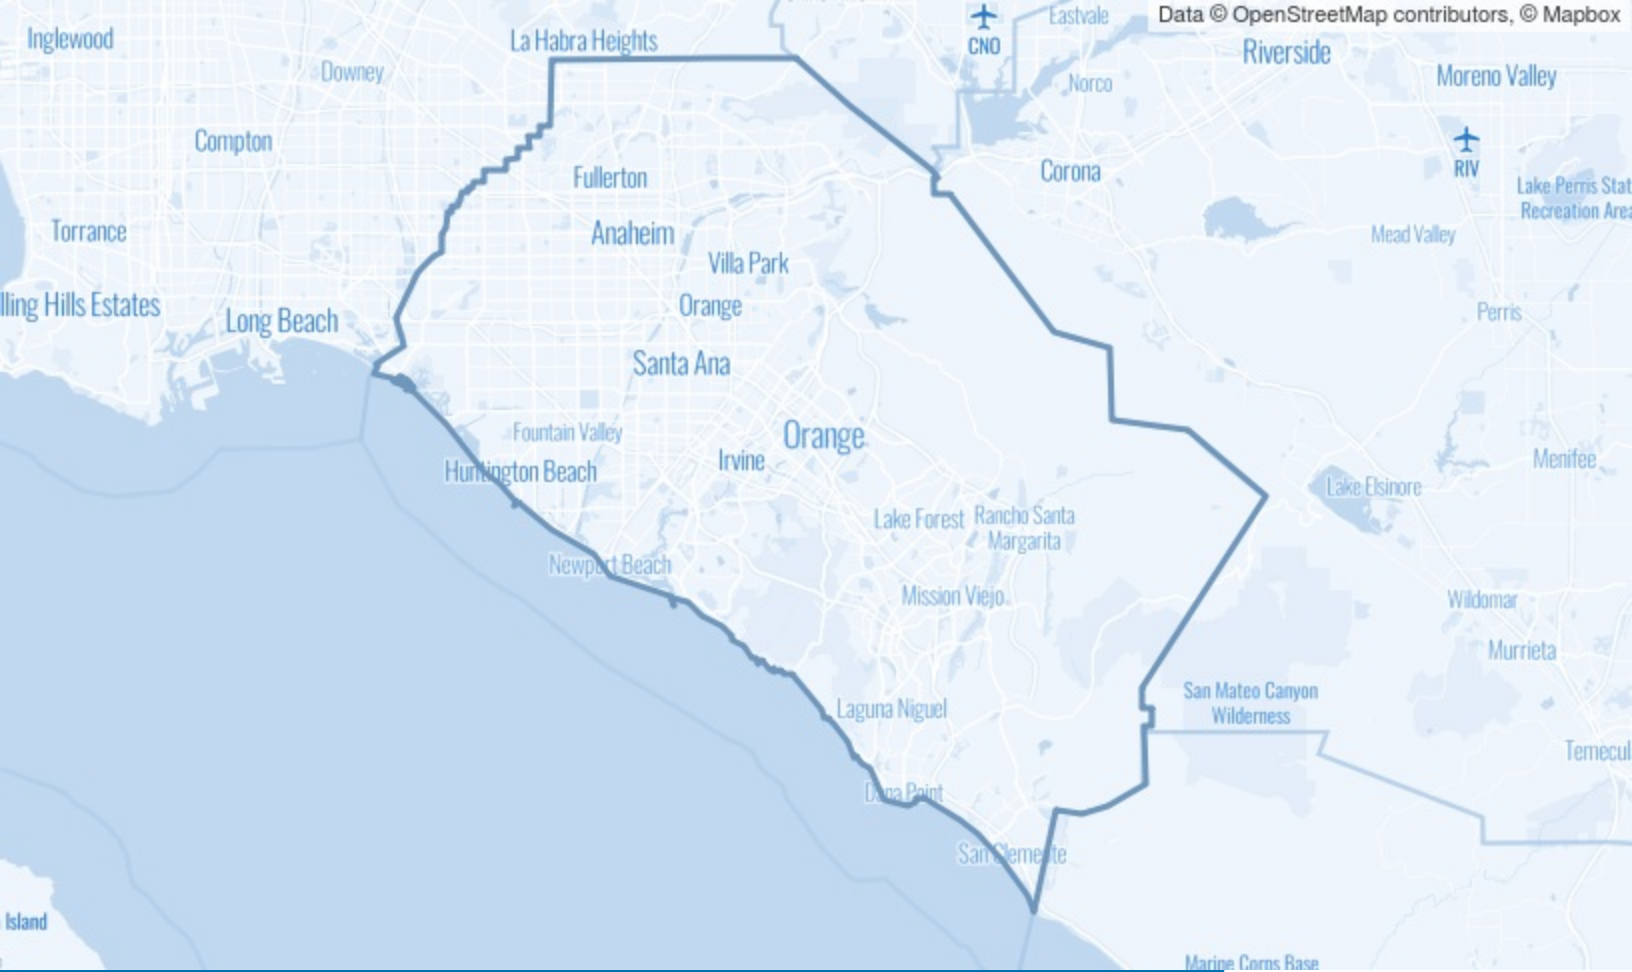 Data © OpenStreetMap contributors, © Mapbox
Inglewood
La Habra Heights
Eastvale
CNO
Riverside
Downey
Norco
Moreno Valley
Compton
RIV
Fullerton
Corona
Lake Perris Stat
Recreation Area
Torrance
Anaheim
Mead Valley
Villa Park
lling Hills Estates
Long Beach
Orange
Perris
Santa Ana
Fountain Valley
Orange
Huntington Beach
Irvine
Menifee
Lake Elsinore
Lake Forest
Rancho Santa
Margarita
Newport Beach
Mission Viejo
Wildomar
Murrieta
San Mateo Canyon
Wilderness
Laguna Niguel
Temecul
Dana Point
San Clemente
Island
Marine Corps Base